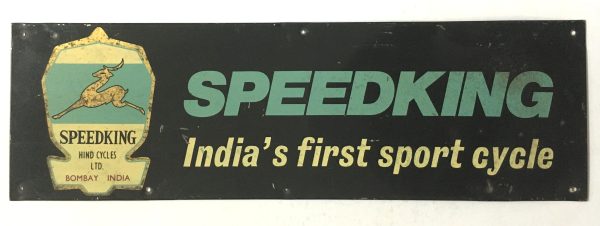 SPEEDKING
HIND CYCLES
LTD.
BOMBAY INDIA
SPEEDKING
India's first sport cycle